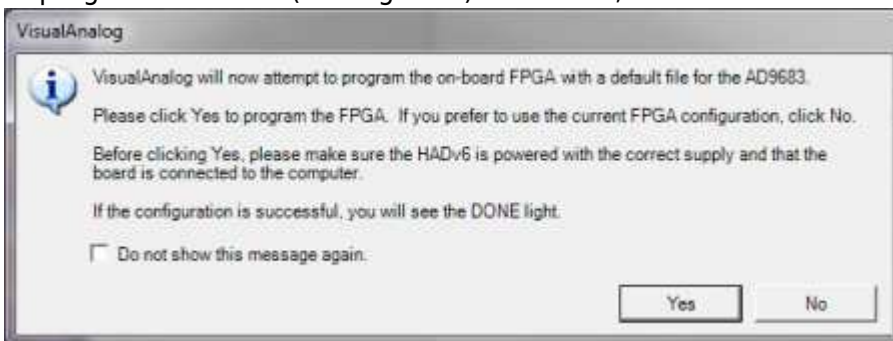 VisualAnalog
VisualAnalog will now attempt to program the on-board FPGA with a default file for the AD9683.
Please click Yes to program the FPGA. If you prefer to use the current FPGA configuration, click No.
Before clicking Yes, please make sure the HADv6 is powered with the correct supply and that the
board is connected to the computer.
If the configuration is successful, you will see the DONE light.
Do not show this message again.
Yes No